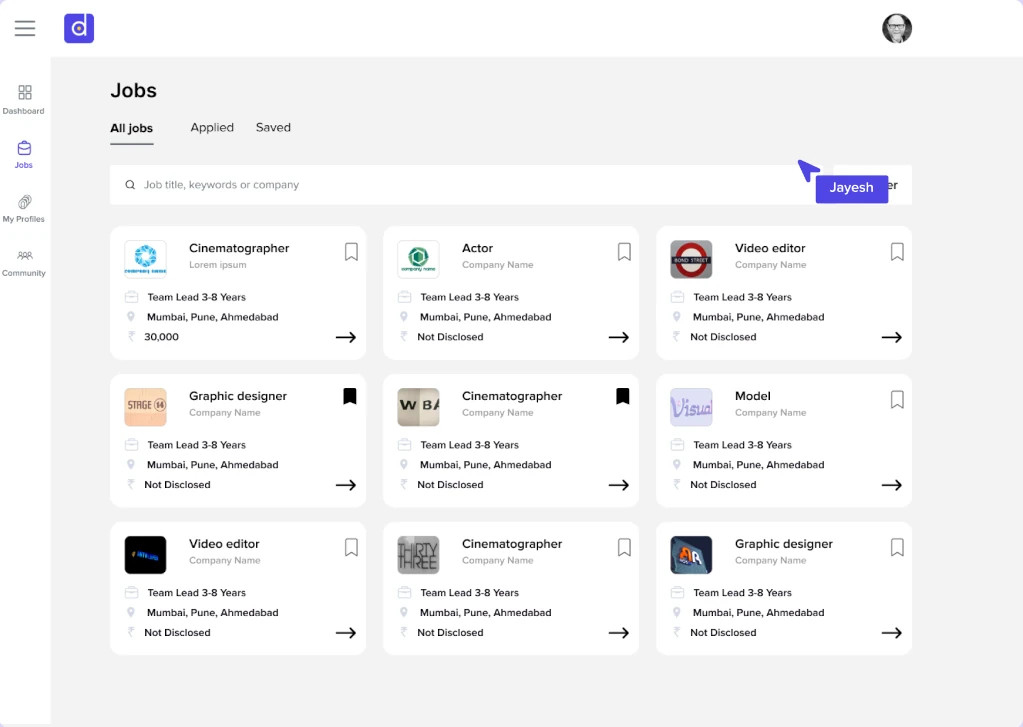 d
Dashboard
Jobs
My Profiles
Community
Jobs
All jobs
Applied
Saved
Job title, keywords or company
Jayesh
Cinematographer
Lorem ipsum
Team Lead 3-8 Years
Mumbai, Pune, Ahmedabad
₹ 30,000
company name
Actor
Company Name
Team Lead 3-8 Years
Mumbai, Pune, Ahmedabad
₹ Not Disclosed
BOND STREET
Video editor
Company Name
Team Lead 3-8 Years
Mumbai, Pune, Ahmedabad
₹ Not Disclosed
STAGE 14
Graphic designer
Company Name
Team Lead 3-8 Years
Mumbai, Pune, Ahmedabad
₹ Not Disclosed
W BA
Cinematographer
Company Name
Team Lead 3-8 Years
Mumbai, Pune, Ahmedabad
₹ Not Disclosed
Visual
Model
Company Name
Team Lead 3-8 Years
Mumbai, Pune, Ahmedabad
₹ Not Disclosed
Video editor
Company Name
Team Lead 3-8 Years
Mumbai, Pune, Ahmedabad
₹ Not Disclosed
THIRTY
THREE
Cinematographer
Company Name
Team Lead 3-8 Years
Mumbai, Pune, Ahmedabad
₹ Not Disclosed
Graphic designer
Company Name
Team Lead 3-8 Years
Mumbai, Pune, Ahmedabad
₹ Not Disclosed